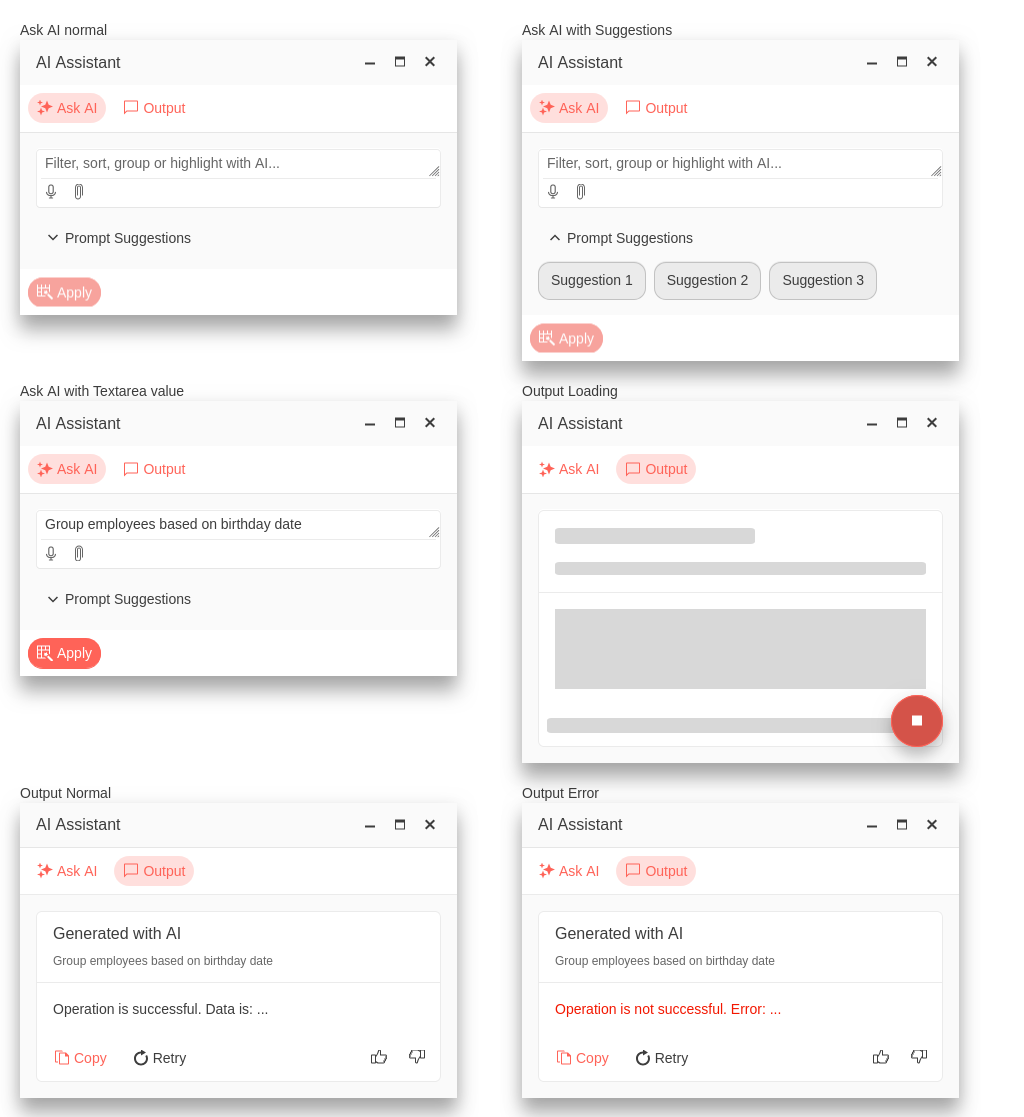 Ask AI normal
AI Assistant
Ask AI
Output
Filter, sort, group or highlight with AI...
Prompt Suggestions
Apply
Ask AI with Suggestions
AI Assistant
Ask AI
Output
Filter, sort, group or highlight with AI...
Prompt Suggestions
Suggestion 1
Suggestion 2
Suggestion 3
Apply
Ask AI with Textarea value
AI Assistant
Ask AI
Output
Group employees based on birthday date
Prompt Suggestions
Apply
Output Loading
AI Assistant
Ask AI
Output
Output Normal
AI Assistant
Ask AI
Output
Generated with AI
Group employees based on birthday date
Operation is successful. Data is: ...
Copy
Retry
Output Error
AI Assistant
Ask AI
Output
Generated with AI
Group employees based on birthday date
Operation is not successful. Error: ...
Copy
Retry